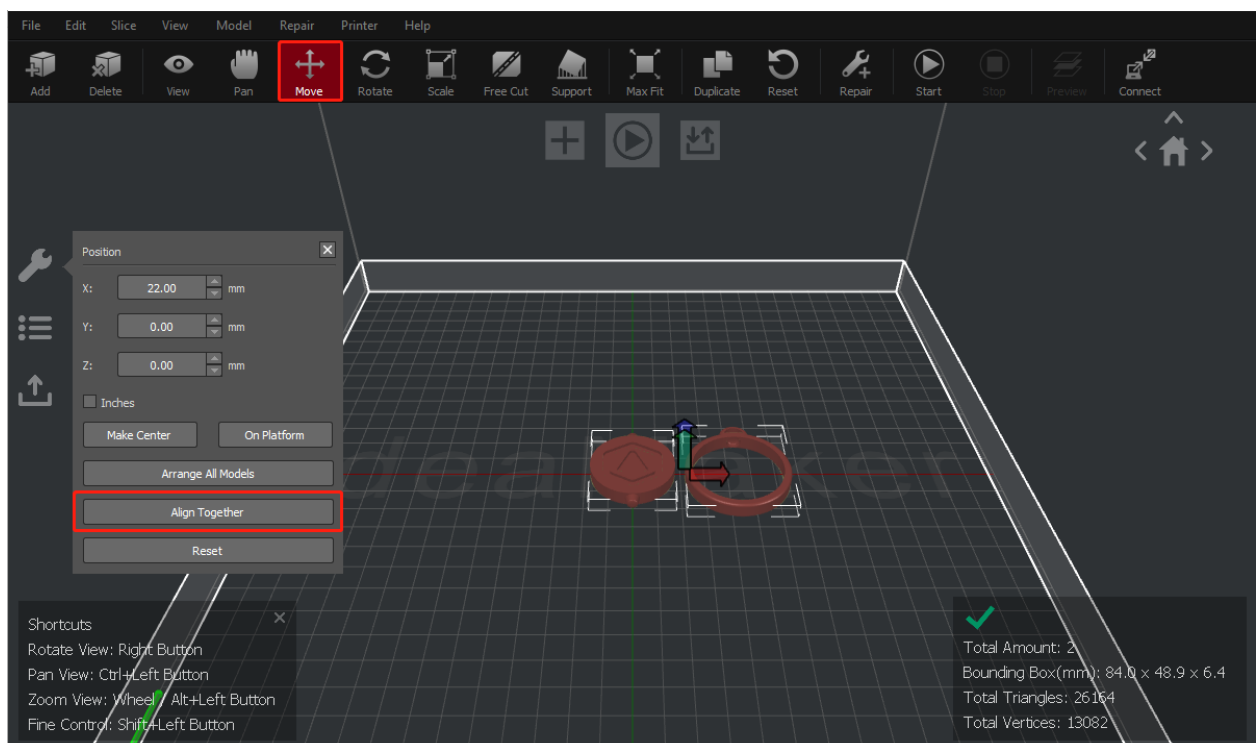 File Edit Slice View Model Repair Printer Help
Add Delete View Pan Move Rotate Scale Free Cut Support Max Fit Duplicate Reset Repair Start Stop Preview Connect
Position
X: 22.00 mm
Y: 0.00 mm
Z: 0.00 mm
Inches
Make Center On Platform
Arrange All Models
Align Together
Reset
ideaMaker
Shortcuts
Rotate View: Right Button
Pan View: Ctrl+Left Button
Zoom View: Wheel / Alt+Left Button
Fine Control: Shift+Left Button
Total Amount: 2
Bounding Box(mm): 84.0 x 48.9 x 6.4
Total Triangles: 26164
Total Vertices: 13082